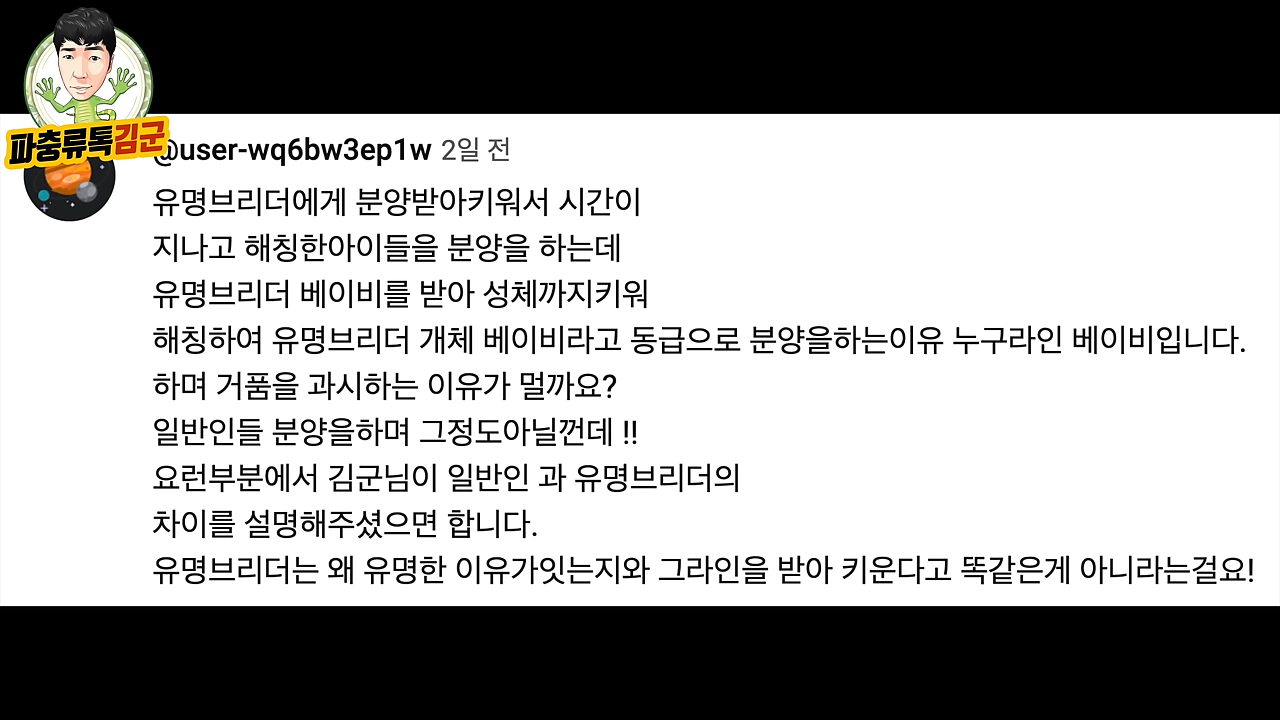 파충류톡김군
@user-wq6bw3ep1w 2일 전
유명브리더에게 분양받아키워서 시간이
지나고 해칭한아이들을 분양을 하는데
유명브리더 베이비를 받아 성체까지키워
해칭하여 유명브리더 개체 베이비라고 동급으로 분양을하는이유 누구라인 베이비입니다.
하며 거품을 과시하는 이유가 멀까요?
일반인들 분양을하며 그정도아닐껀데 !!
요런부분에서 김군님이 일반인 과 유명브리더의
차이를 설명해주셨으면 합니다.
유명브리더는 왜 유명한 이유가잇는지와 그라인을 받아 키운다고 똑같은게 아니라는걸요!